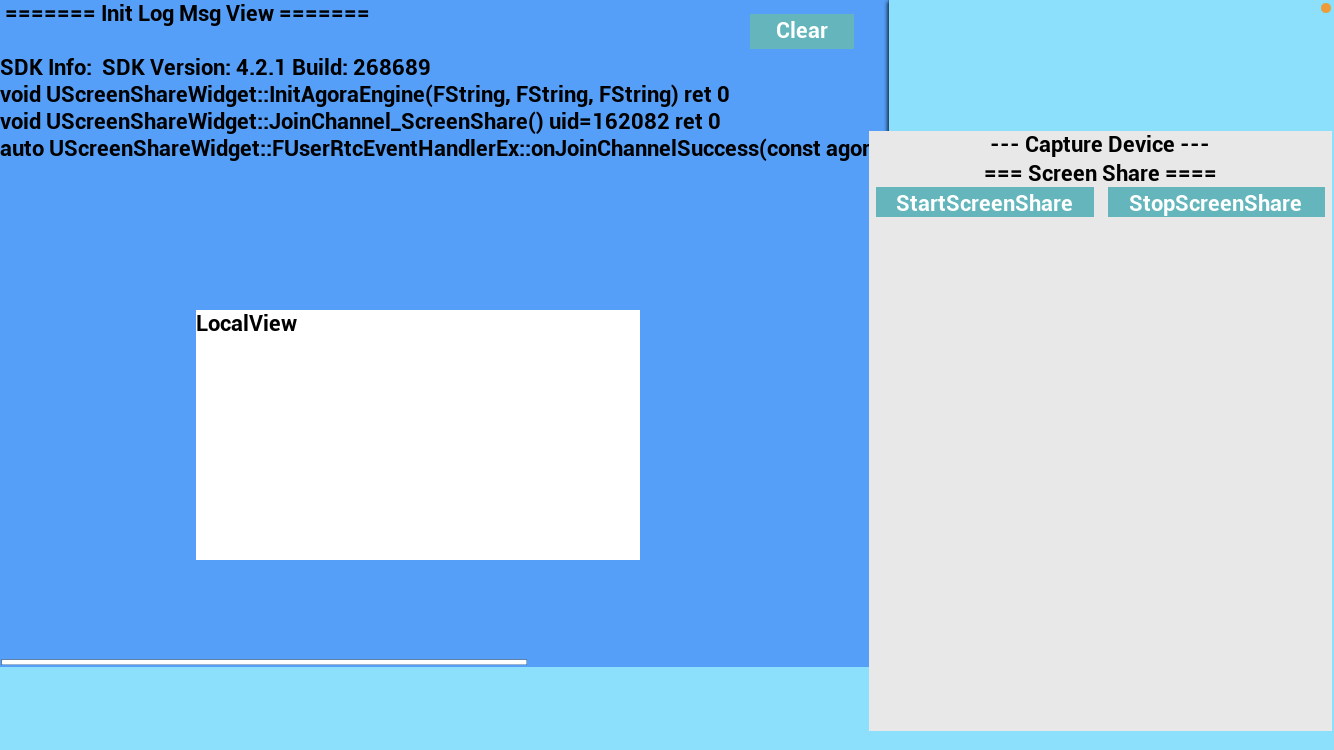 ======= Init Log Msg View =======
Clear
SDK Info:  SDK Version: 4.2.1 Build: 268689
void UScreenShareWidget::InitAgoraEngine(FString, FString, FString) ret 0
void UScreenShareWidget::JoinChannel_ScreenShare() uid=162082 ret 0
auto UScreenShareWidget::FUserRtcEventHandlerEx::onJoinChannelSuccess(const agor
--- Capture Device ---
=== Screen Share ====
StartScreenShare
StopScreenShare
LocalView